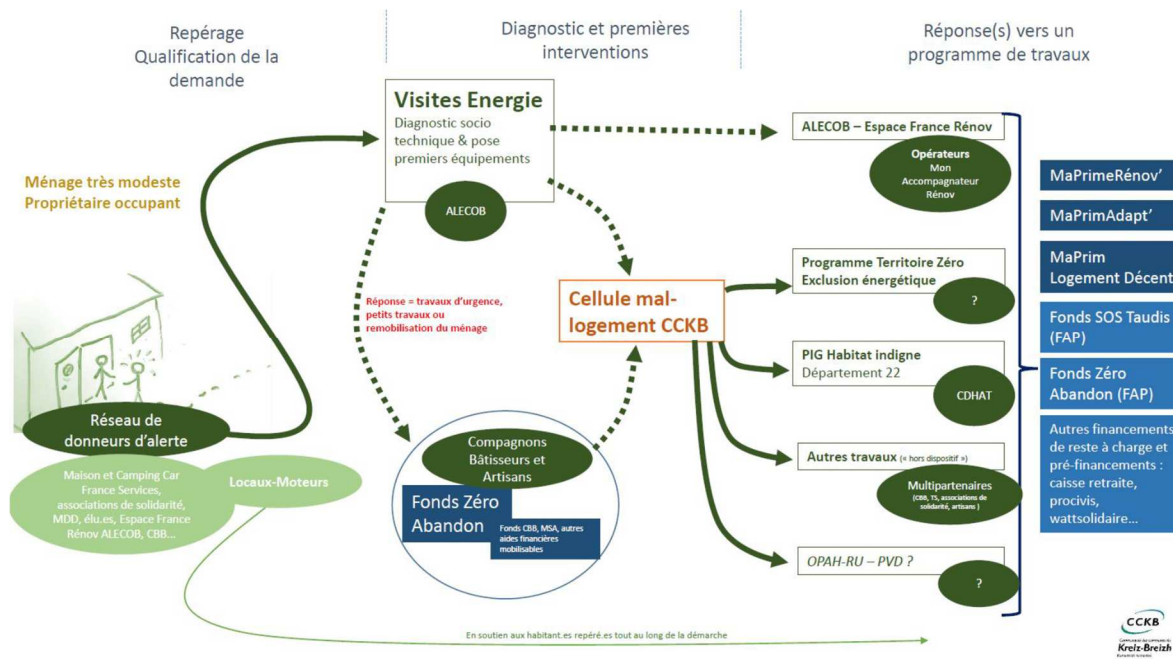 Repérage
Qualification de la
demande
Diagnostic et premières
interventions
Réponse(s) vers un
programme de travaux
Ménage très modeste
Propriétaire occupant
Réseau de
donneurs d'alerte
Maison et Camping Car
France Services,
associations de solidarité,
MDD, élu.es, Espace France
Rénov ALECOB, CBB...
Locaux-Moteurs
Visites Energie
Diagnostic socio
technique & pose
premiers équipements
ALECOB
Réponse = travaux d'urgence,
petits travaux ou
remobilisation du ménage
Compagnons
Bâtisseurs et
Artisans
Fonds Zéro
Abandon
Fonds CBB, MSA, autres
aides financières
mobilisables
Cellule mal-
logement CCKB
ALECOB – Espace France Rénov
Opérateurs
Mon
Accompagnateur
Rénov
Programme Territoire Zéro
Exclusion énergétique
?
PIG Habitat indigne
Département 22
CDHAT
Autres travaux (« hors dispositif »)
Multipartenaires
(CBB, TS, associations de
solidarité, artisans )
OPAH-RU – PVD ?
?
MaPrimeRénov'
MaPrimAdapt'
MaPrim
Logement Décent
Fonds SOS Taudis
(FAP)
Fonds Zéro
Abandon (FAP)
Autres financements
de reste à charge et
pré-financements :
caisse retraite,
procivis,
wattsolidaire...
En soutien aux habitant.es repéré.es tout au long de la démarche
CCKB
Kreiz-Breizh